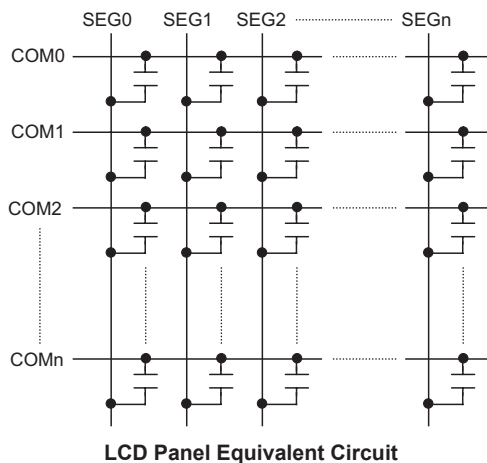 SEG0 SEG1 SEG2 SEGn
COM0
COM1
COM2
COMn
LCD Panel Equivalent Circuit